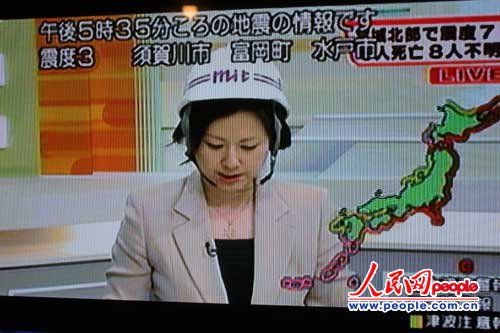 午後5時35分ころの地震の情報です
震度3 須賀川市 富岡町 水戸市
城北部で震度7
人死亡8人不明
LIVE
mit
人民网 people
www.people.com.cn
津波注意